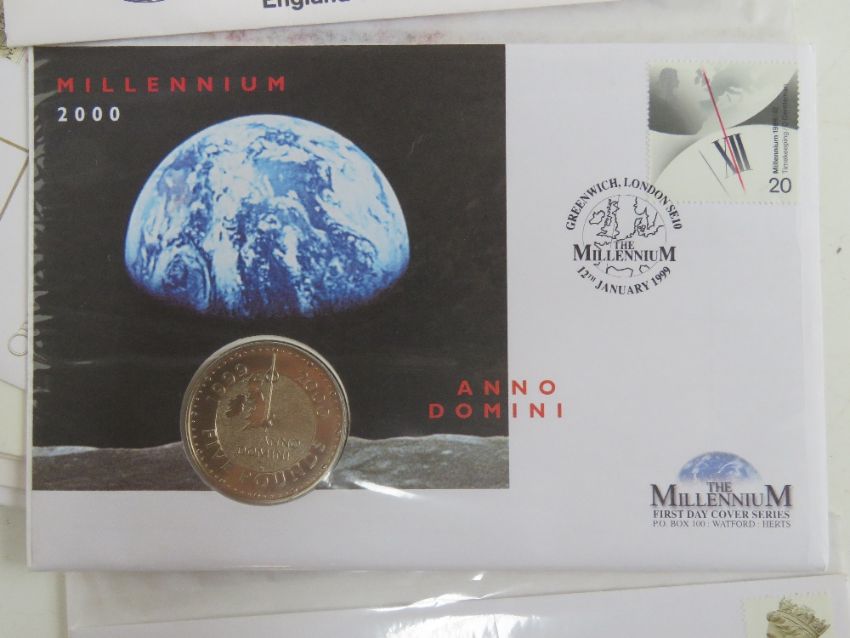 England
MILLENNIUM
2000
XII
Millennium 1999/
Timekeeping/
20
GREENWICH, LONDON SE10
THE
MILLENNIUM
12TH JANUARY 1999
1999 2000
ANNO
DOMINI
FIVE POUNDS
ANNO
DOMINI
THE
MILLENNIUM
FIRST DAY COVER SERIES
P.O. BOX 100 : WATFORD : HERTS